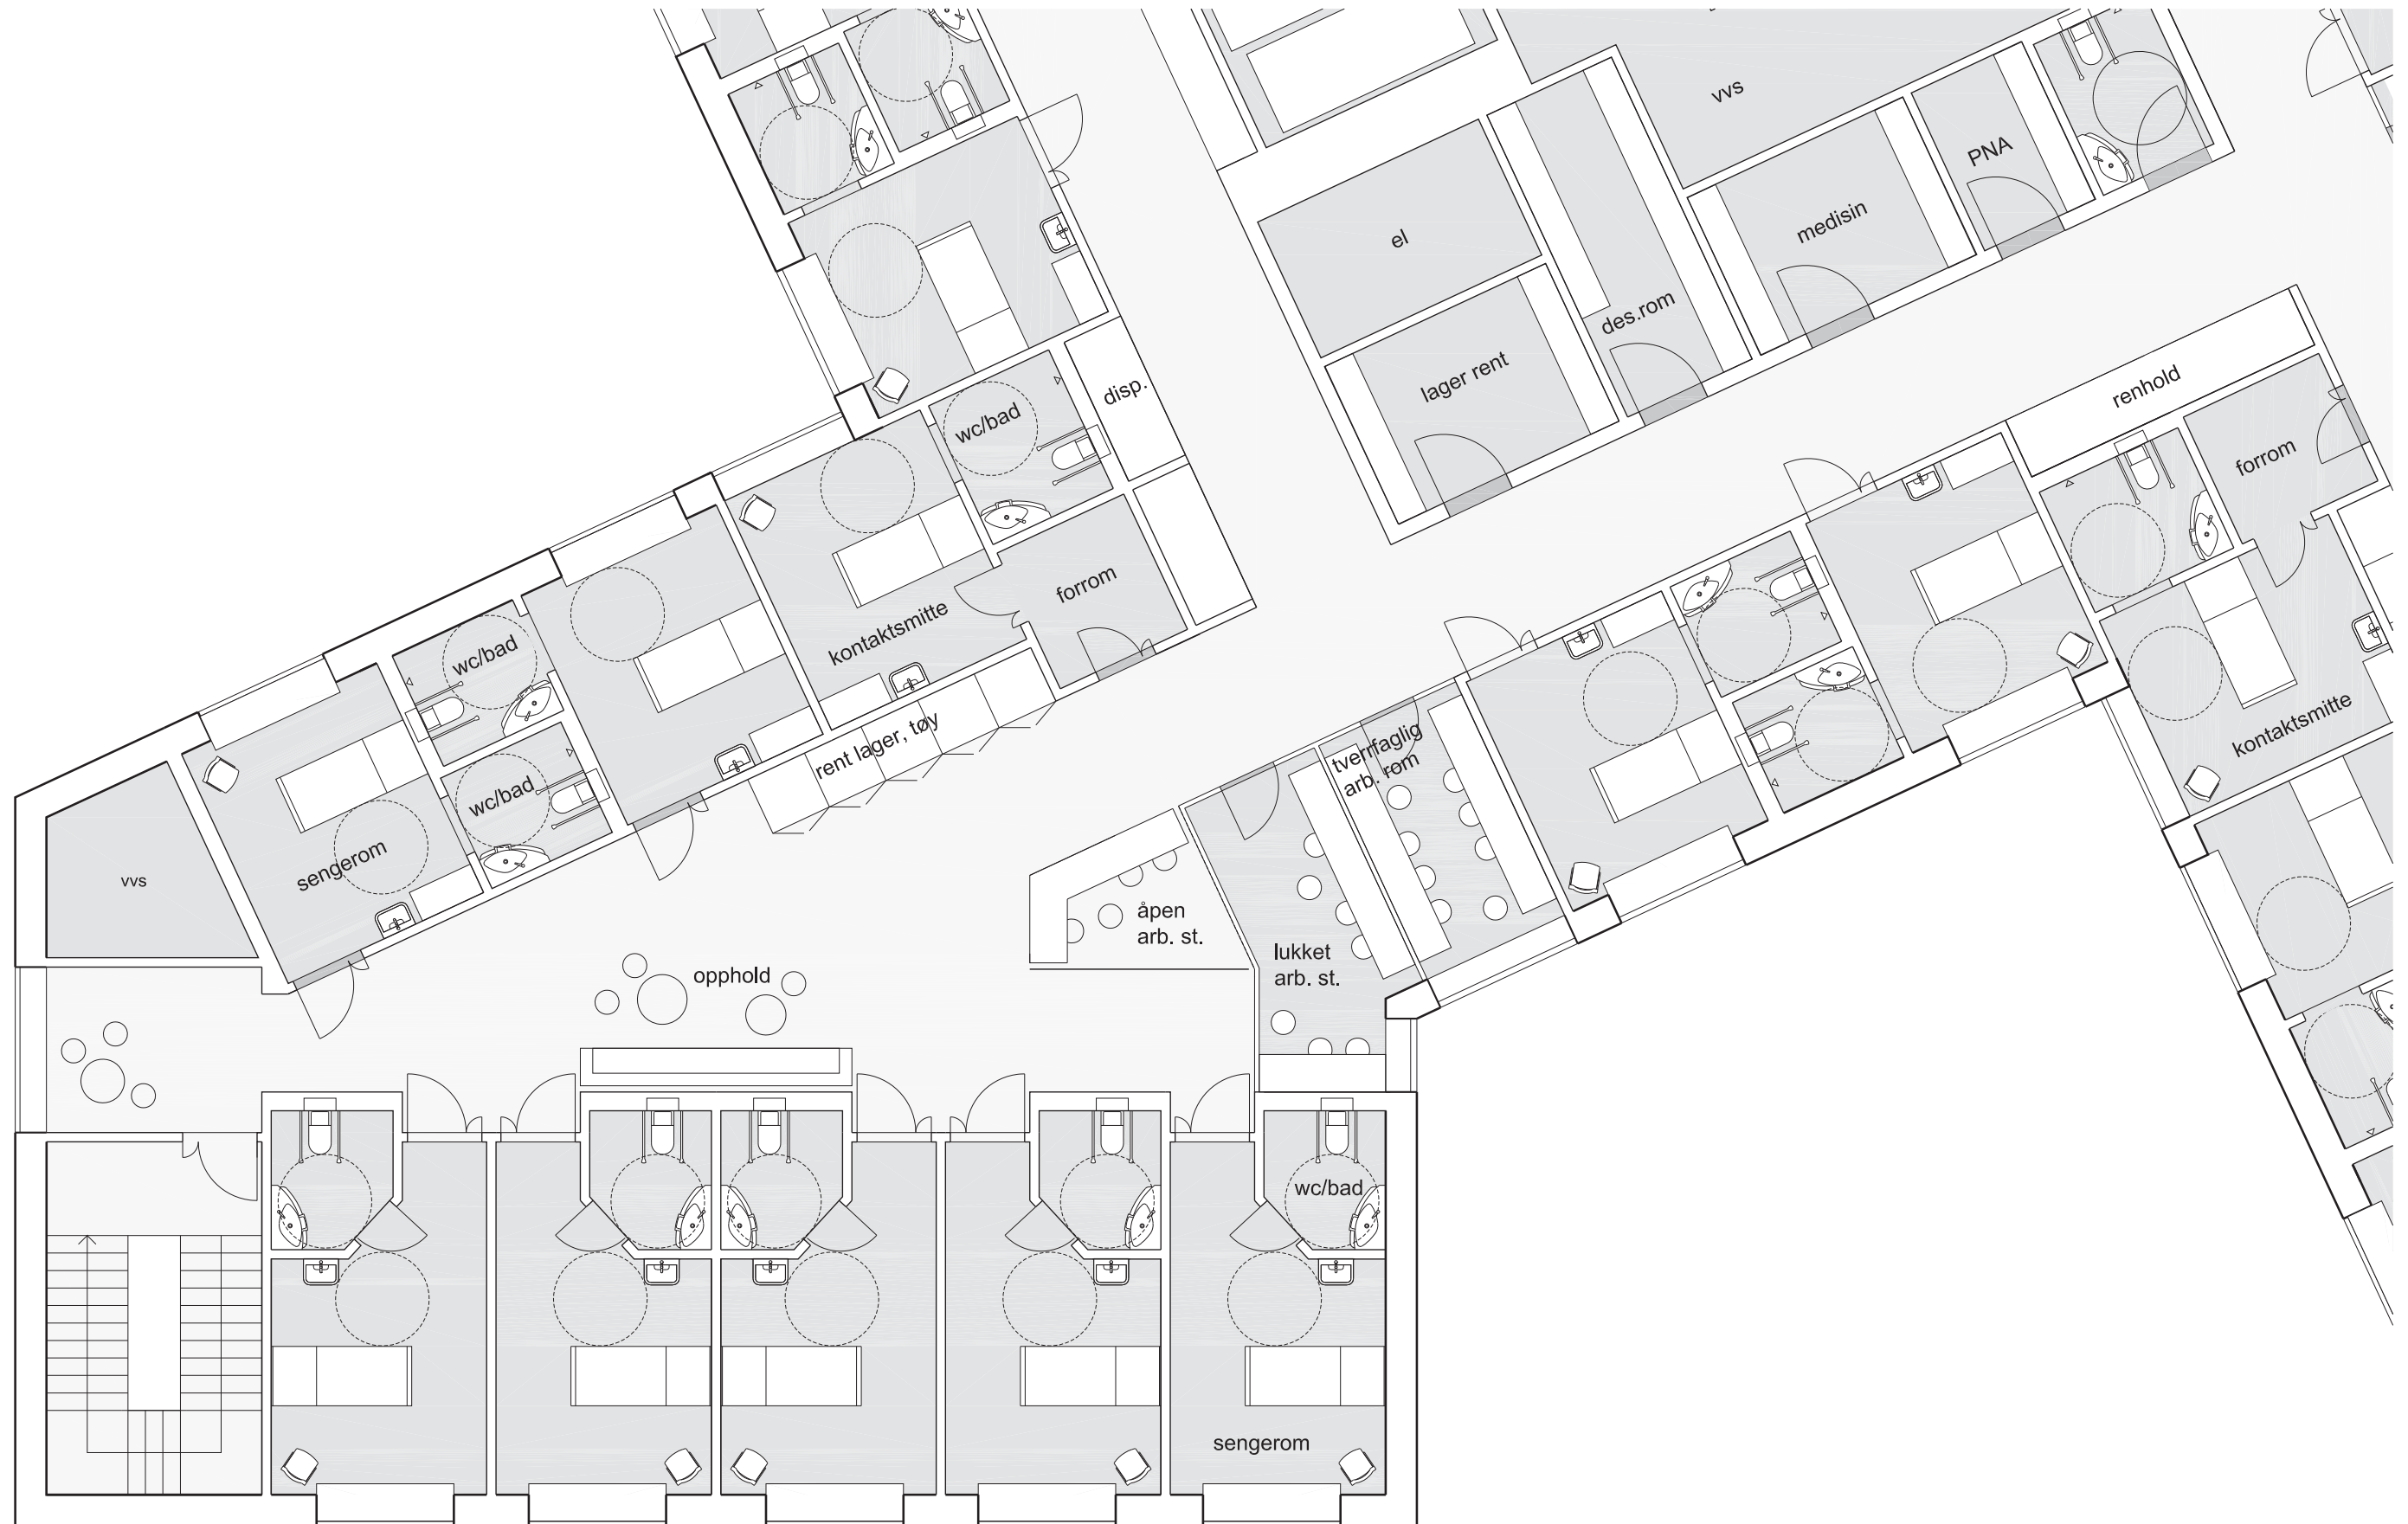 vvs
PNA
medisin
el
des.rom
lager rent
renhold
disp.
wc/bad
forrom
forrom
kontaktsmitte
wc/bad
rent lager, tøy
wc/bad
sengerom
vvs
tverrfaglig
arb. rom
kontaktsmitte
åpen
arb. st.
lukket
arb. st.
opphold
wc/bad
sengerom